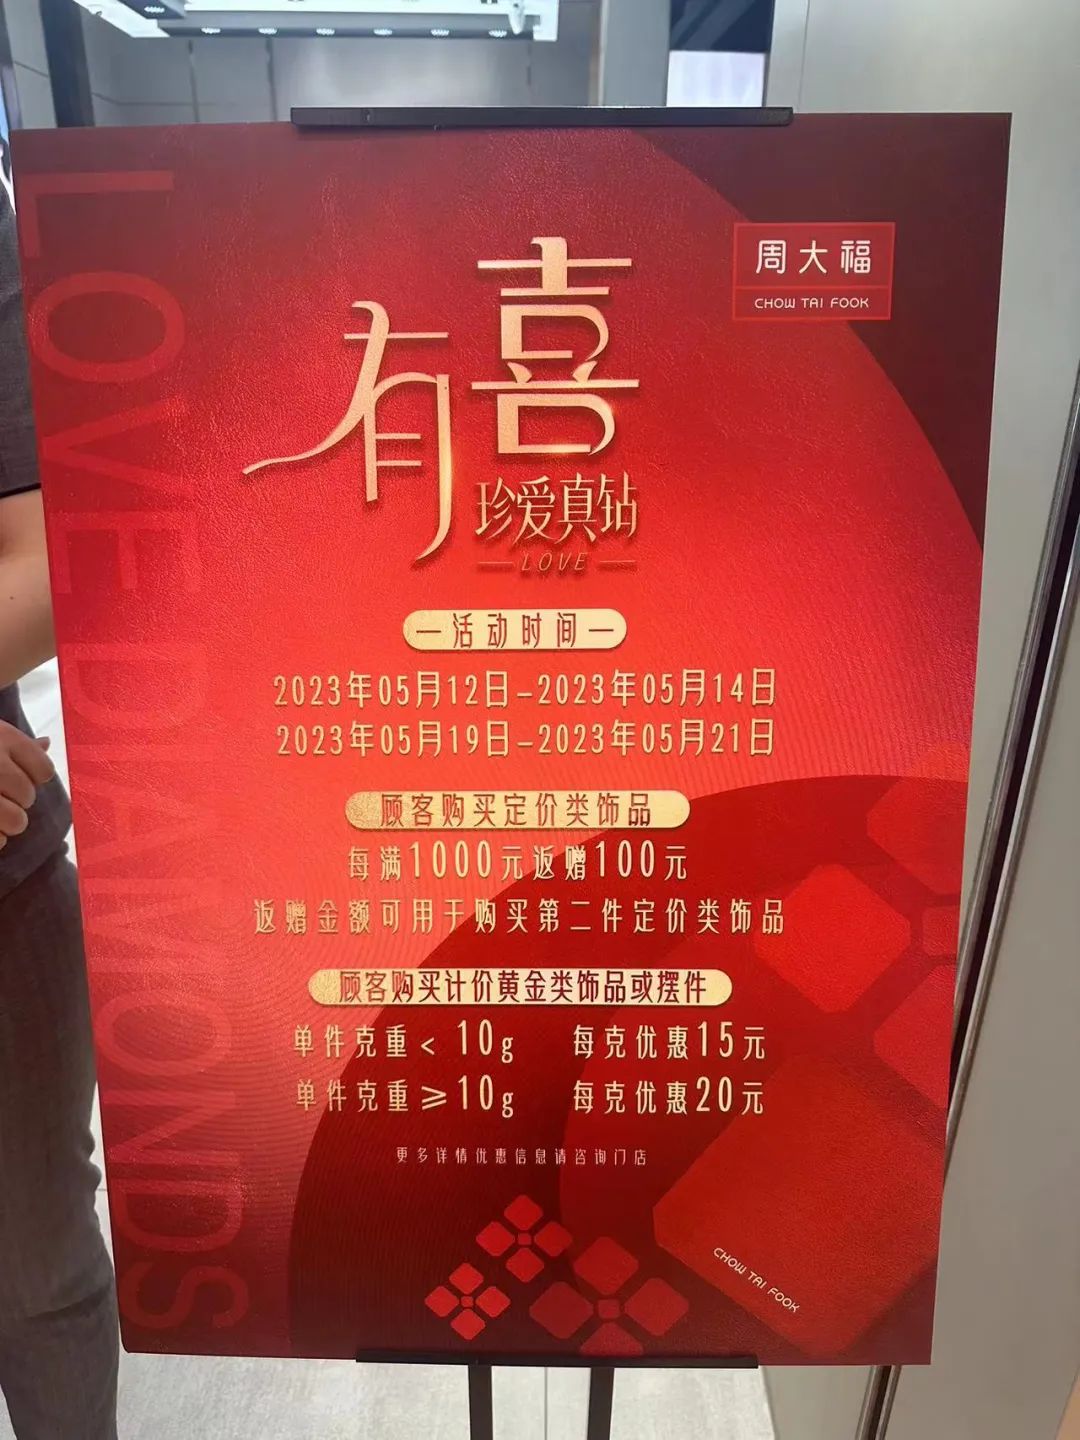 LOVE DIAMONDS
周大福
CHOW TAI FOOK
有喜
珍爱真钻
LOVE
—活动时间—
2023年05月12日–2023年05月14日
2023年05月19日–2023年05月21日
顾客购买定价类饰品
每满1000元返赠100元
返赠金额可用于购买第二件定价类饰品
顾客购买计价黄金类饰品或摆件
单件克重< 10g 每克优惠15元
单件克重≥10g 每克优惠20元
更多详情优惠信息请咨询门店
CHOW TAI FOOK